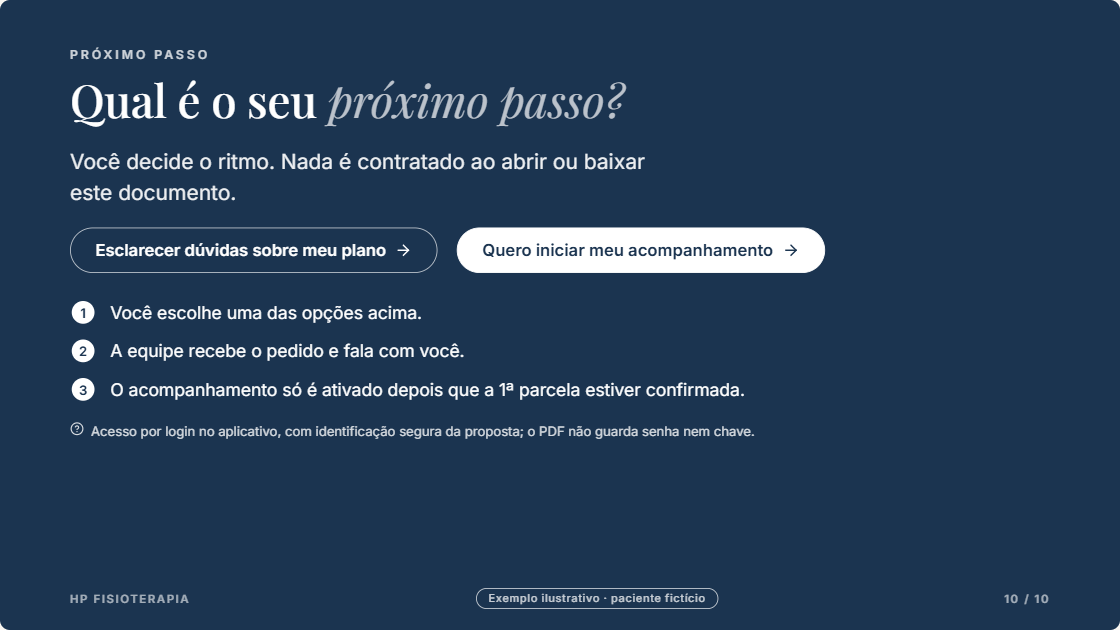 PRÓXIMO PASSO
Qual é o seu próximo passo?
Você decide o ritmo. Nada é contratado ao abrir ou baixar
este documento.
Esclarecer dúvidas sobre meu plano →
Quero iniciar meu acompanhamento →
1 Você escolhe uma das opções acima.
2 A equipe recebe o pedido e fala com você.
3 O acompanhamento só é ativado depois que a 1ª parcela estiver confirmada.
? Acesso por login no aplicativo, com identificação segura da proposta; o PDF não guarda senha nem chave.
HP FISIOTERAPIA
Exemplo ilustrativo · paciente fictício
10 / 10